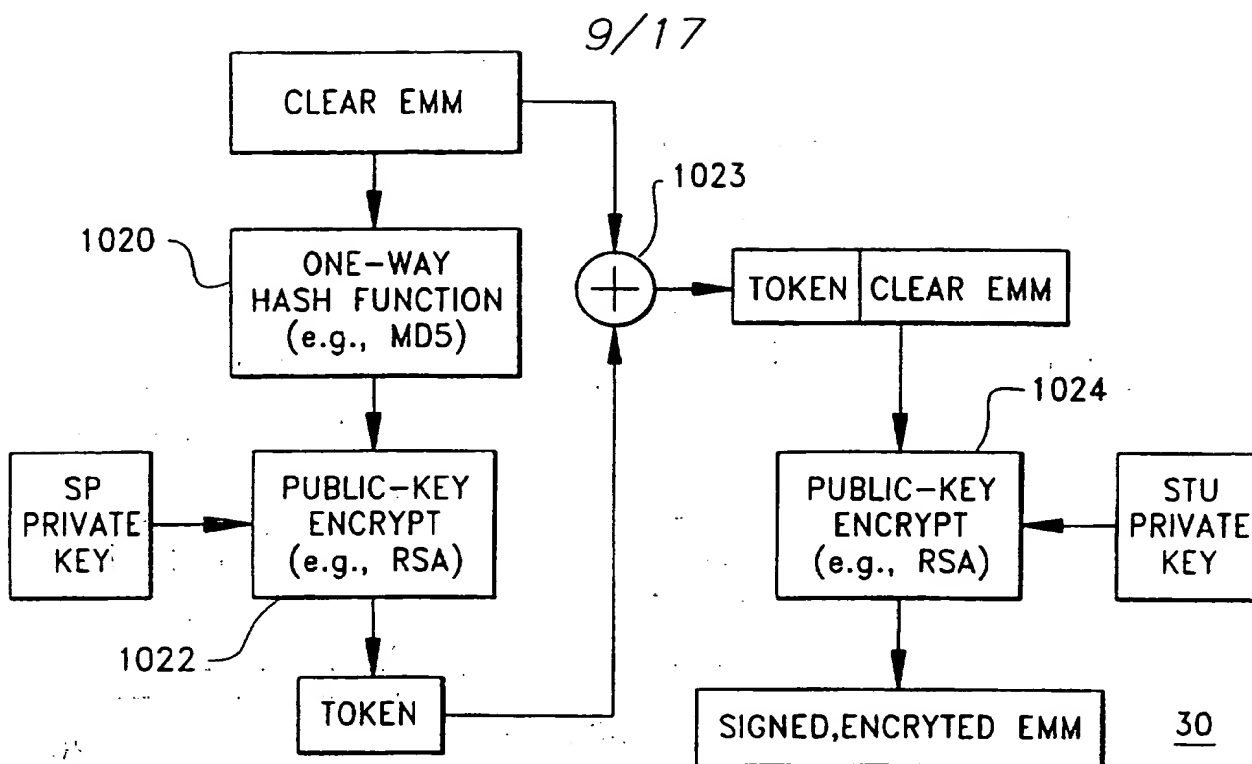 9/17
CLEAR EMM
1023
1020
ONE-WAY
HASH FUNCTION
(e.g., MD5)
TOKEN
CLEAR EMM
1024
SP
PRIVATE
KEY
PUBLIC-KEY
ENCRYPT
(e.g., RSA)
PUBLIC-KEY
ENCRYPT
(e.g., RSA)
STU
PRIVATE
KEY
1022
TOKEN
SIGNED,ENCRYTED EMM
30